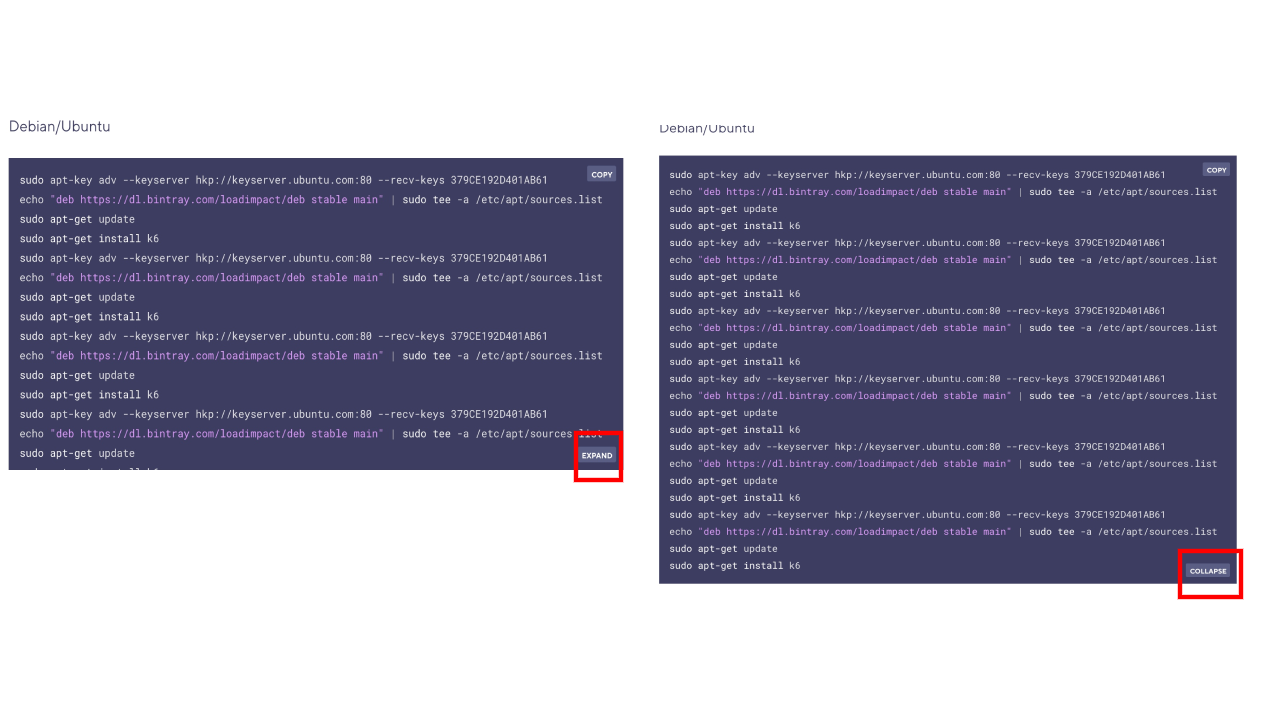 Debian/Ubuntu
COPY
sudo apt-key adv --keyserver hkp://keyserver.ubuntu.com:80 --recv-keys 379CE192D401AB61
echo "deb https://dl.bintray.com/loadimpact/deb stable main" | sudo tee -a /etc/apt/sources.list
sudo apt-get update
sudo apt-get install k6
sudo apt-key adv --keyserver hkp://keyserver.ubuntu.com:80 --recv-keys 379CE192D401AB61
echo "deb https://dl.bintray.com/loadimpact/deb stable main" | sudo tee -a /etc/apt/sources.list
sudo apt-get update
sudo apt-get install k6
sudo apt-key adv --keyserver hkp://keyserver.ubuntu.com:80 --recv-keys 379CE192D401AB61
echo "deb https://dl.bintray.com/loadimpact/deb stable main" | sudo tee -a /etc/apt/sources.list
sudo apt-get update
sudo apt-get install k6
sudo apt-key adv --keyserver hkp://keyserver.ubuntu.com:80 --recv-keys 379CE192D401AB61
echo "deb https://dl.bintray.com/loadimpact/deb stable main" | sudo tee -a /etc/apt/sources.list
sudo apt-get update
EXPAND
Debian/Ubuntu
COPY
sudo apt-key adv --keyserver hkp://keyserver.ubuntu.com:80 --recv-keys 379CE192D401AB61
echo "deb https://dl.bintray.com/loadimpact/deb stable main" | sudo tee -a /etc/apt/sources.list
sudo apt-get update
sudo apt-get install k6
sudo apt-key adv --keyserver hkp://keyserver.ubuntu.com:80 --recv-keys 379CE192D401AB61
echo "deb https://dl.bintray.com/loadimpact/deb stable main" | sudo tee -a /etc/apt/sources.list
sudo apt-get update
sudo apt-get install k6
sudo apt-key adv --keyserver hkp://keyserver.ubuntu.com:80 --recv-keys 379CE192D401AB61
echo "deb https://dl.bintray.com/loadimpact/deb stable main" | sudo tee -a /etc/apt/sources.list
sudo apt-get update
sudo apt-get install k6
sudo apt-key adv --keyserver hkp://keyserver.ubuntu.com:80 --recv-keys 379CE192D401AB61
echo "deb https://dl.bintray.com/loadimpact/deb stable main" | sudo tee -a /etc/apt/sources.list
sudo apt-get update
sudo apt-get install k6
sudo apt-key adv --keyserver hkp://keyserver.ubuntu.com:80 --recv-keys 379CE192D401AB61
echo "deb https://dl.bintray.com/loadimpact/deb stable main" | sudo tee -a /etc/apt/sources.list
sudo apt-get update
sudo apt-get install k6
sudo apt-key adv --keyserver hkp://keyserver.ubuntu.com:80 --recv-keys 379CE192D401AB61
echo "deb https://dl.bintray.com/loadimpact/deb stable main" | sudo tee -a /etc/apt/sources.list
sudo apt-get update
sudo apt-get install k6
COLLAPSE